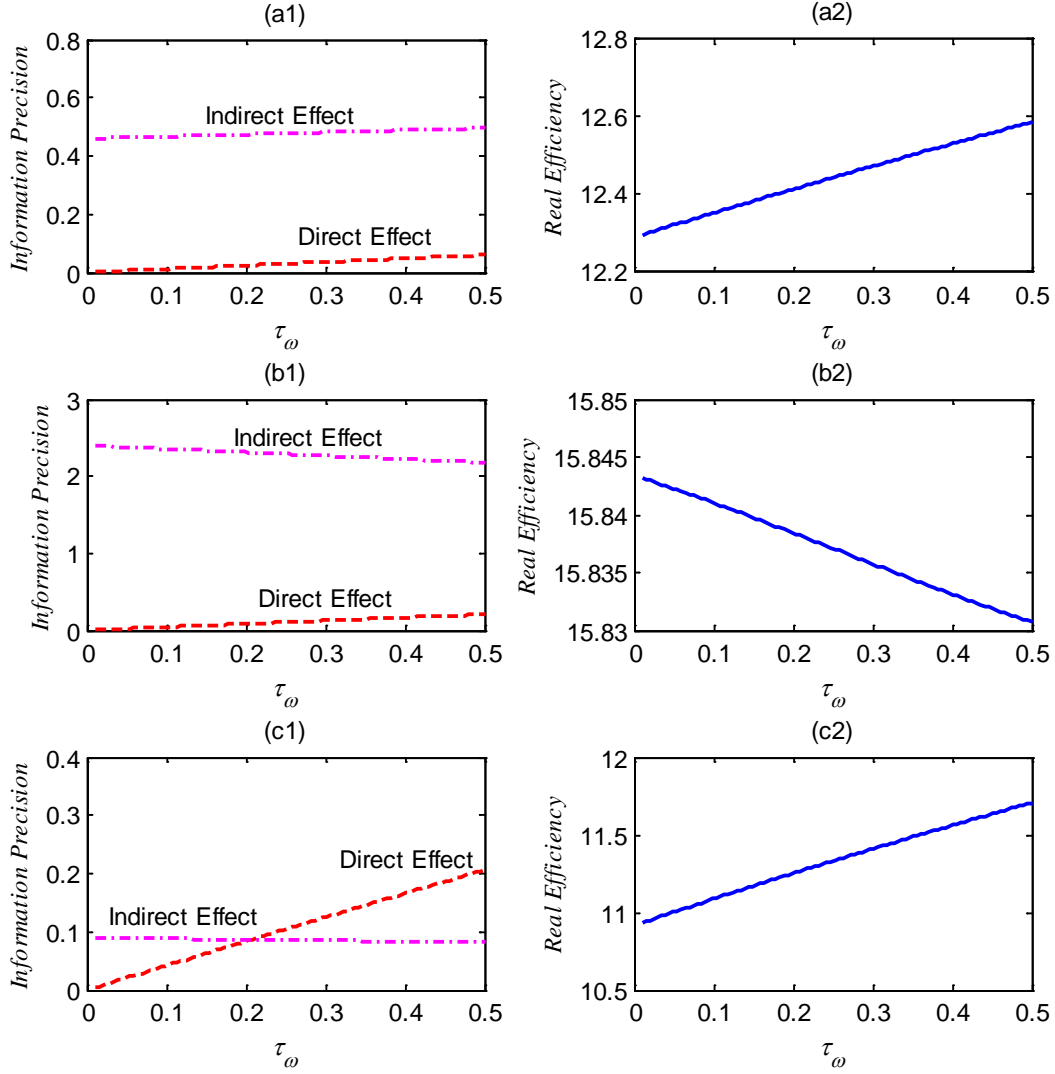 (a1)
Information Precision
0.8
0.6
0.4
0.2
0
Indirect Effect
Direct Effect
0 0.1 0.2 0.3 0.4 0.5
τω
(a2)
Real Efficiency
12.8
12.6
12.4
12.2
0 0.1 0.2 0.3 0.4 0.5
τω
(b1)
Information Precision
3
2
1
0
Indirect Effect
Direct Effect
0 0.1 0.2 0.3 0.4 0.5
τω
(b2)
Real Efficiency
15.85
15.845
15.84
15.835
15.83
0 0.1 0.2 0.3 0.4 0.5
τω
(c1)
Information Precision
0.4
0.3
0.2
0.1
0
Direct Effect
Indirect Effect
0 0.1 0.2 0.3 0.4 0.5
τω
(c2)
Real Efficiency
12
11.5
11
10.5
0 0.1 0.2 0.3 0.4 0.5
τω